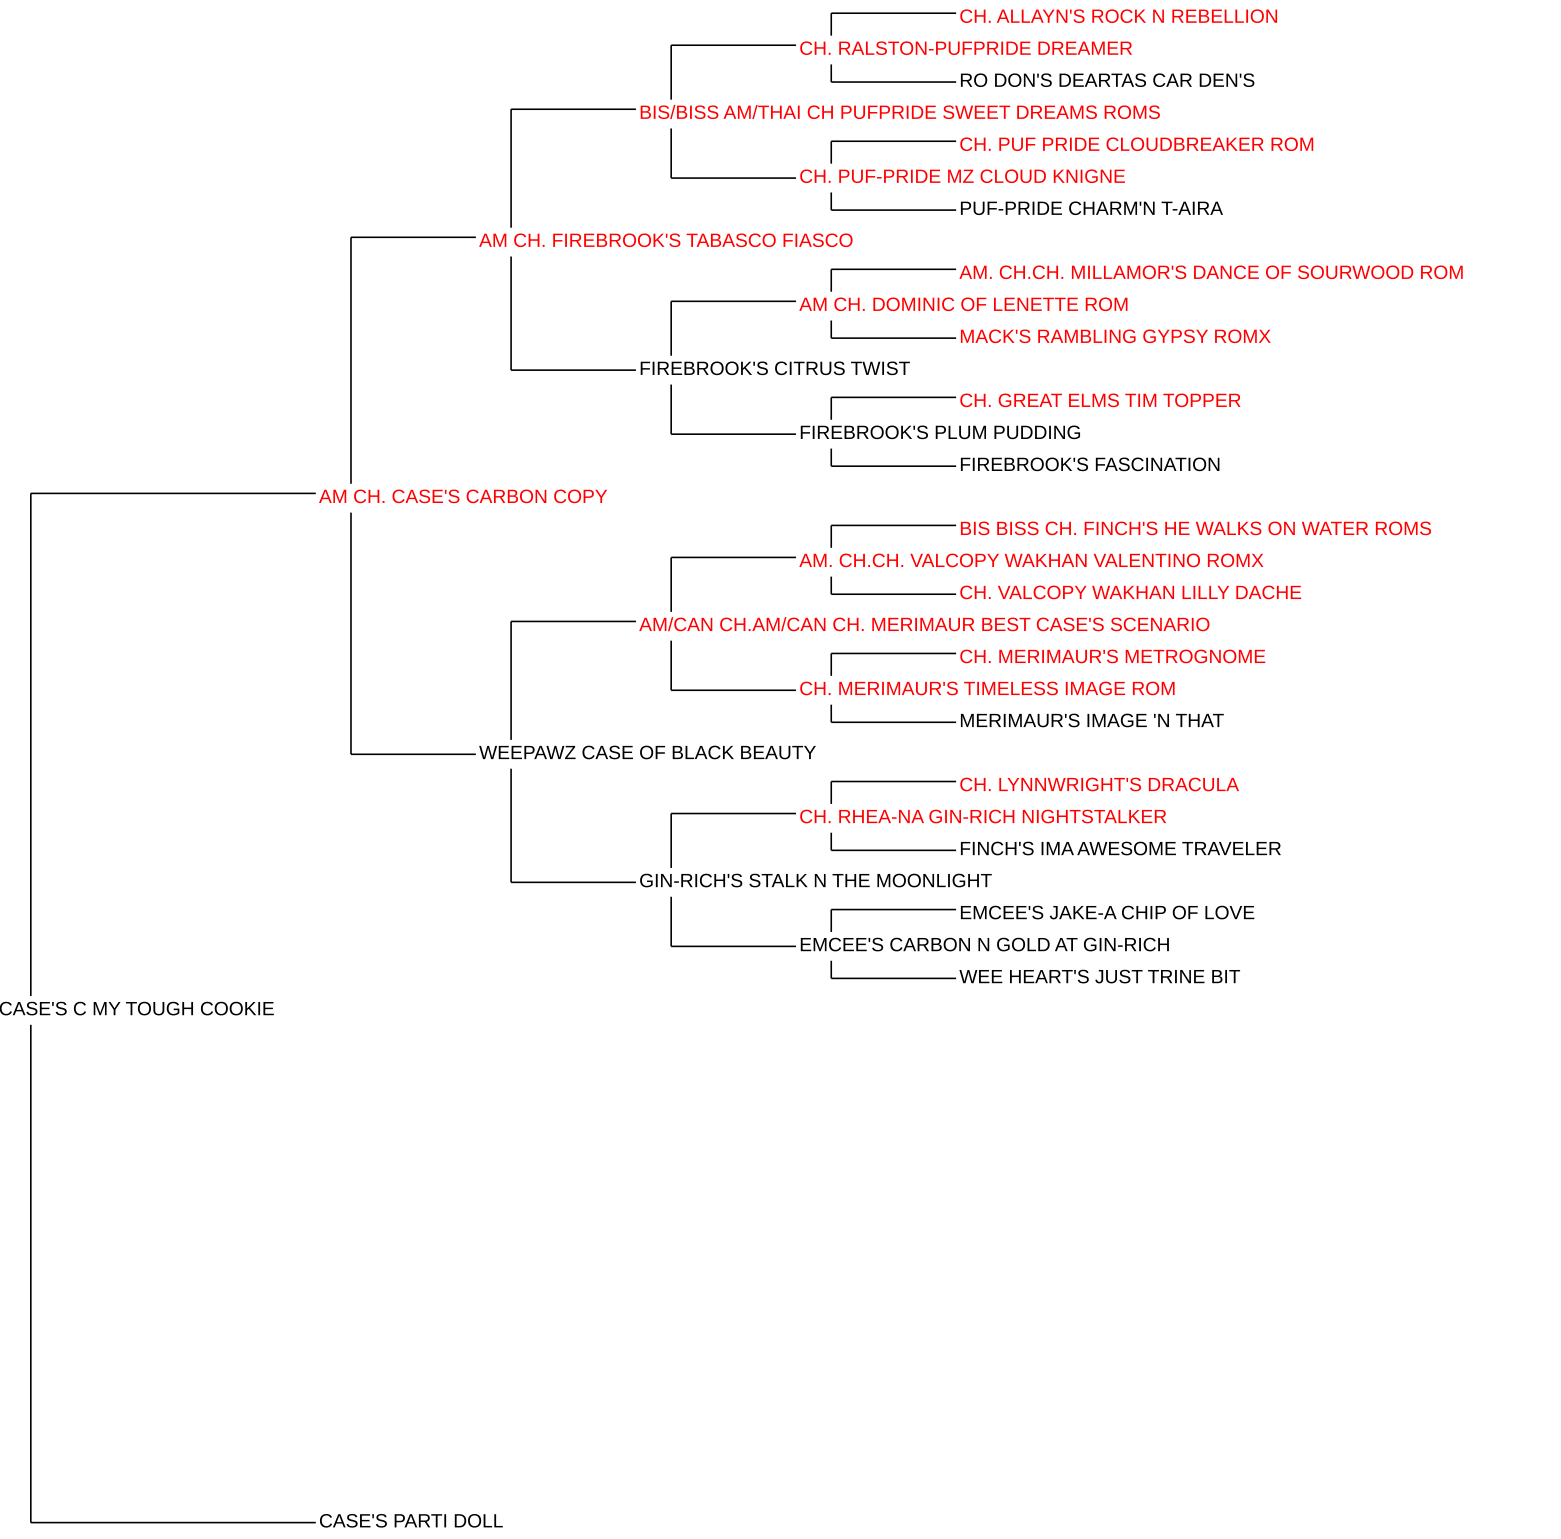 CH. ALLAYN'S ROCK N REBELLION
CH. RALSTON-PUFPRIDE DREAMER
RO DON'S DEARTAS CAR DEN'S
BIS/BISS AM/THAI CH PUFPRIDE SWEET DREAMS ROMS
CH. PUF PRIDE CLOUDBREAKER ROM
CH. PUF-PRIDE MZ CLOUD KNIGNE
PUF-PRIDE CHARM'N T-AIRA
AM CH. FIREBROOK'S TABASCO FIASCO
AM. CH.CH. MILLAMOR'S DANCE OF SOURWOOD ROM
AM CH. DOMINIC OF LENETTE ROM
MACK'S RAMBLING GYPSY ROMX
FIREBROOK'S CITRUS TWIST
CH. GREAT ELMS TIM TOPPER
FIREBROOK'S PLUM PUDDING
FIREBROOK'S FASCINATION
AM CH. CASE'S CARBON COPY
BIS BISS CH. FINCH'S HE WALKS ON WATER ROMS
AM. CH.CH. VALCOPY WAKHAN VALENTINO ROMX
CH. VALCOPY WAKHAN LILLY DACHE
AM/CAN CH.AM/CAN CH. MERIMAUR BEST CASE'S SCENARIO
CH. MERIMAUR'S METROGNOME
CH. MERIMAUR'S TIMELESS IMAGE ROM
MERIMAUR'S IMAGE 'N THAT
WEEPAWZ CASE OF BLACK BEAUTY
CH. LYNNWRIGHT'S DRACULA
CH. RHEA-NA GIN-RICH NIGHTSTALKER
FINCH'S IMA AWESOME TRAVELER
GIN-RICH'S STALK N THE MOONLIGHT
EMCEE'S JAKE-A CHIP OF LOVE
EMCEE'S CARBON N GOLD AT GIN-RICH
WEE HEART'S JUST TRINE BIT
CASE'S C MY TOUGH COOKIE
CASE'S PARTI DOLL